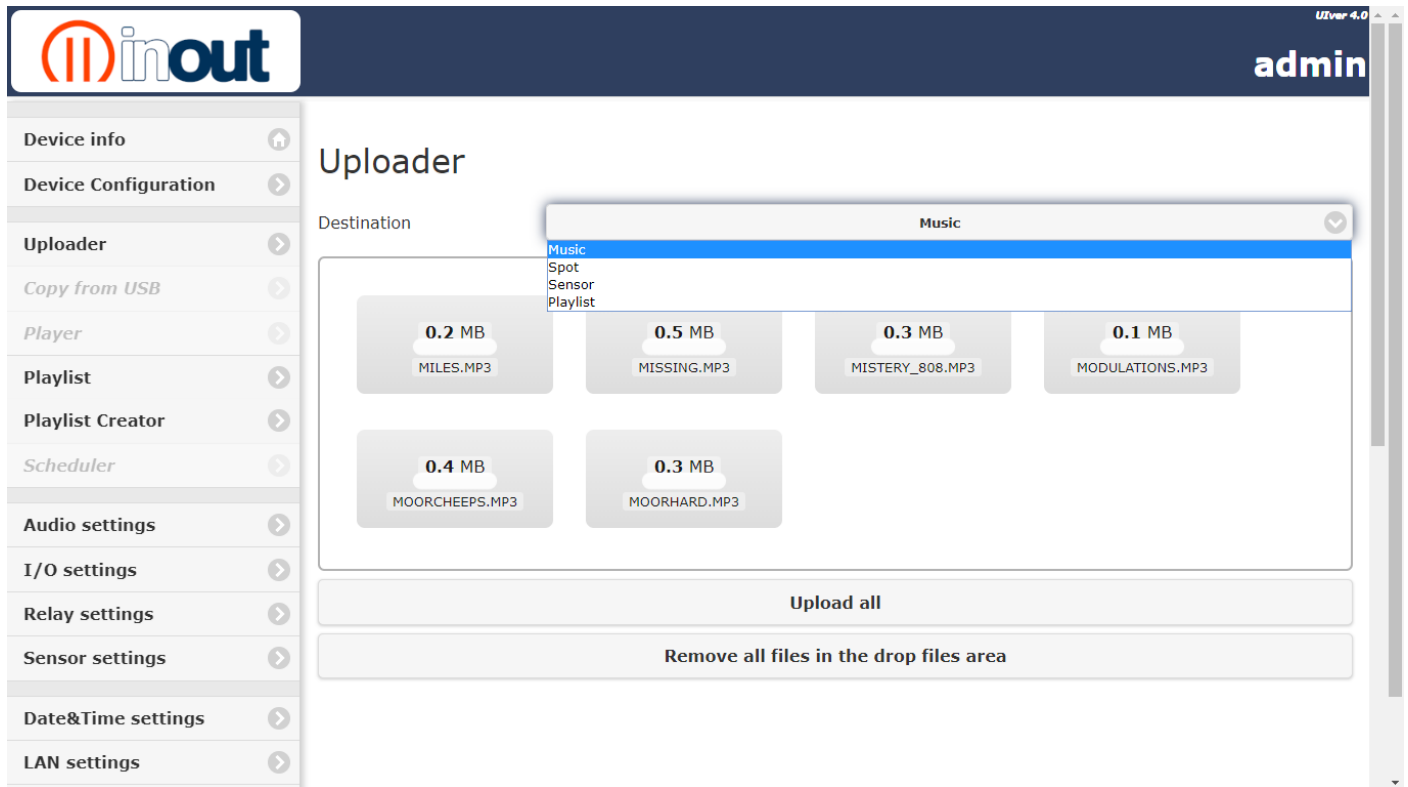 inout
UIver 4.0
admin
Device info
Device Configuration
Uploader
Copy from USB
Player
Playlist
Playlist Creator
Scheduler
Audio settings
I/O settings
Relay settings
Sensor settings
Date&Time settings
LAN settings
Uploader
Destination
Music
Music
Spot
Sensor
Playlist
0.2 MB
MILES.MP3
0.5 MB
MISSING.MP3
0.3 MB
MISTERY_808.MP3
0.1 MB
MODULATIONS.MP3
0.4 MB
MOORCHEEPS.MP3
0.3 MB
MOORHARD.MP3
Upload all
Remove all files in the drop files area